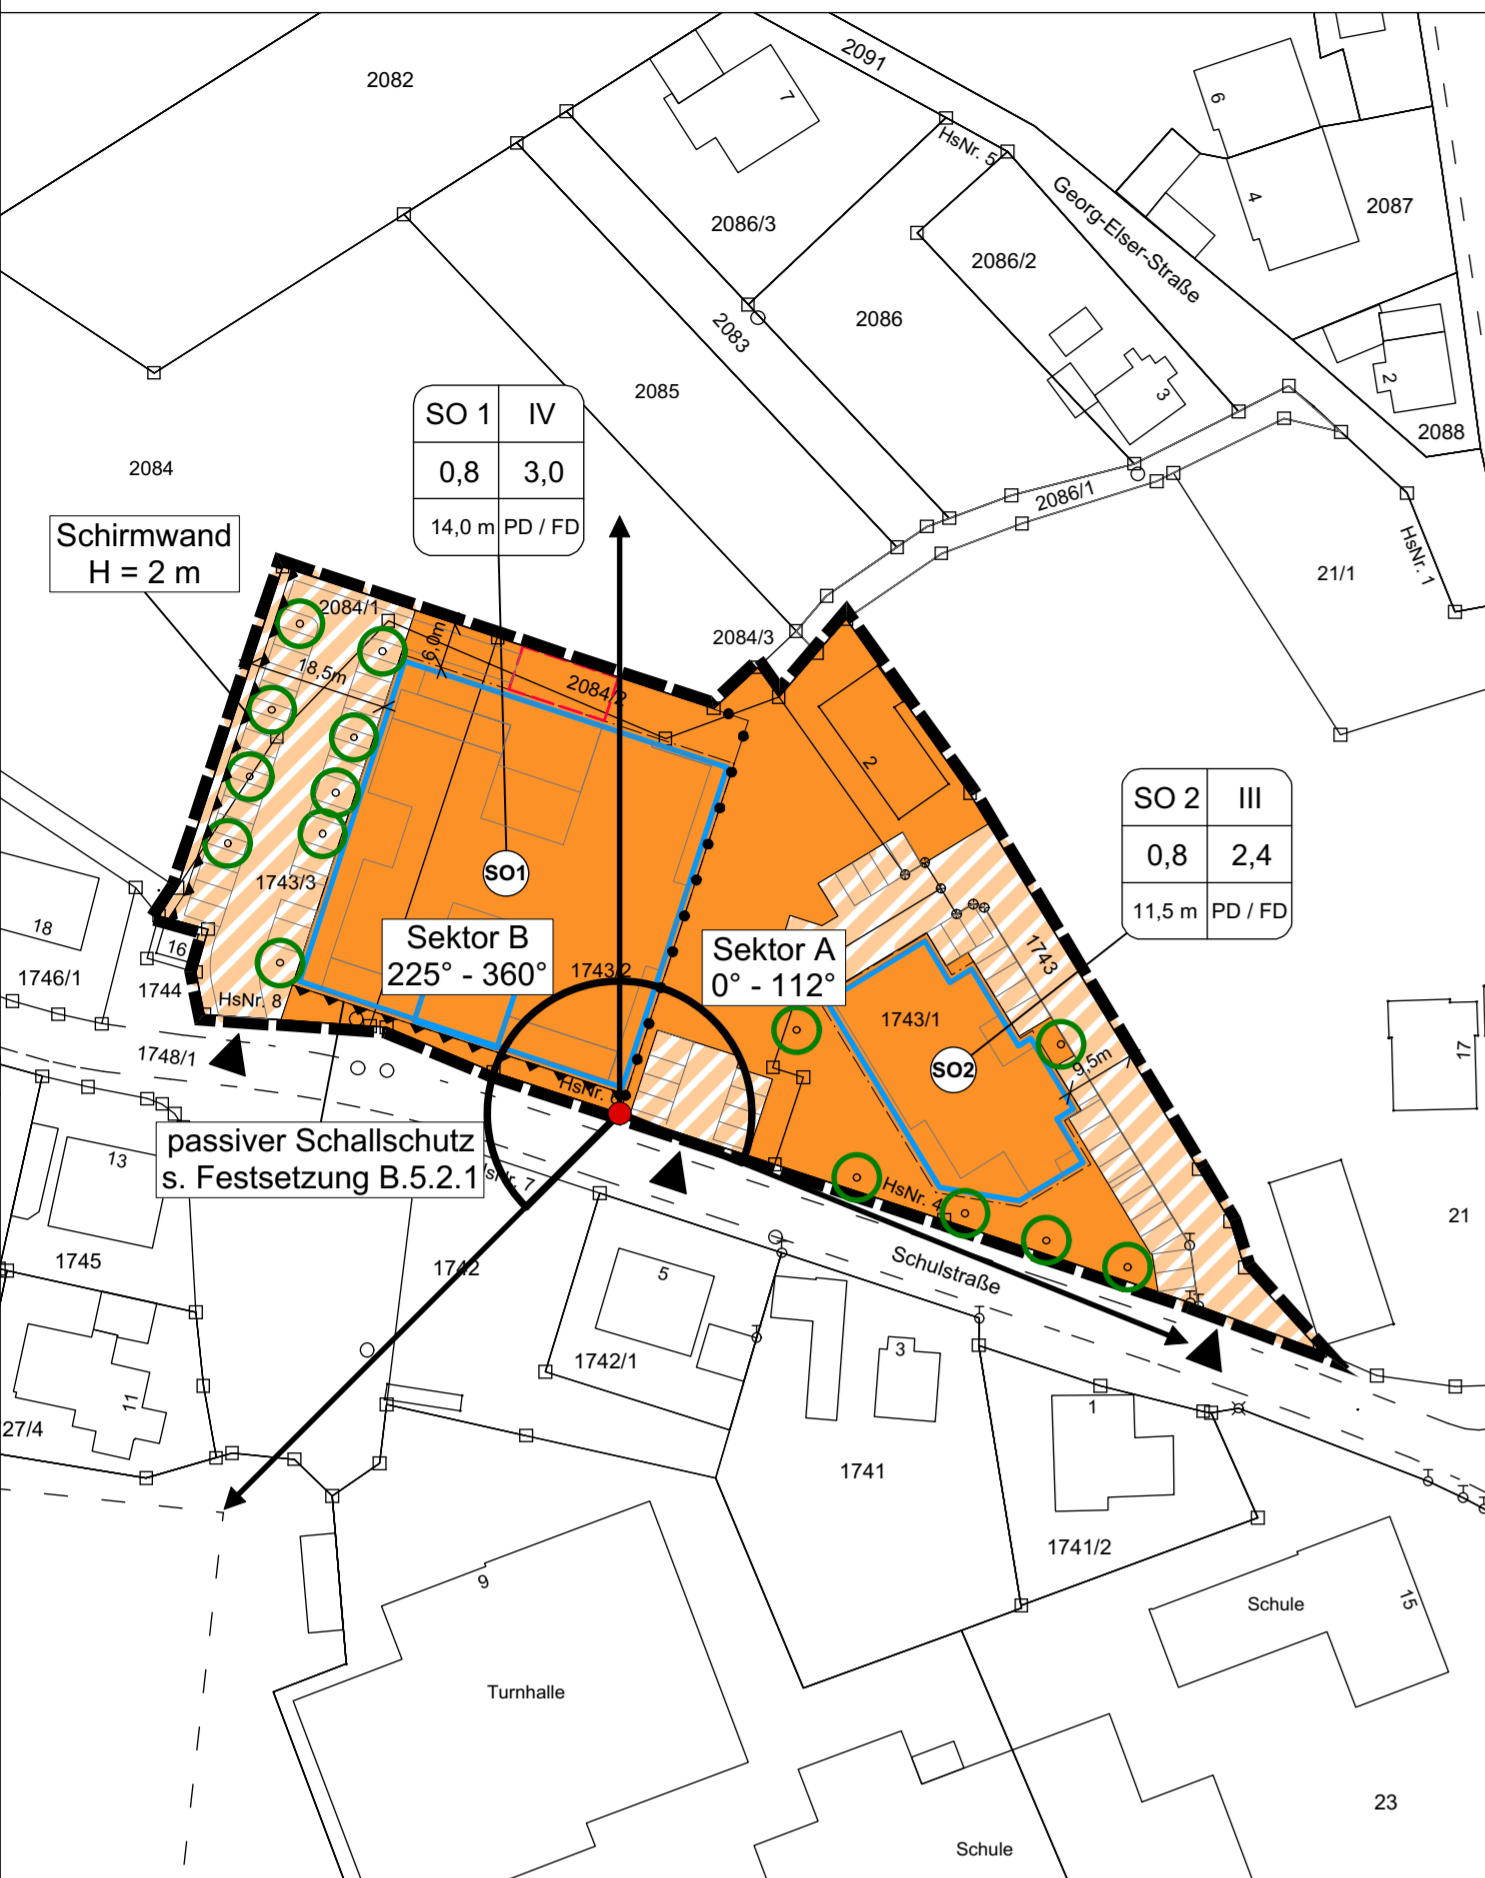 2082
2091
7
6
HsNr. 5
4
2087
Georg-Elser-Straße
2086/3
2086/2
2083
2086
2085
3
2
2088
SO 1
IV
0,8
3,0
14,0 m
PD / FD
2084
2086/1
HsNr. 1
Schirmwand
H = 2 m
21/1
2084/1
6,0m
2084/3
18,5m
2084/2
2
SO 2
III
0,8
2,4
11,5 m
PD / FD
SO1
1743/3
18
16
Sektor B
225° - 360°
Sektor A
0° - 112°
1743/2
1743
1746/1
1744
HsNr. 8
1743/1
1748/1
SO2
9,5m
17
HsNr. 6
passiver Schallschutz
s. Festsetzung B.5.2.1
13
HsNr. 4
21
1745
1742
5
Schulstraße
1742/1
3
11
1
27/4
1741
1741/2
9
Schule
15
Turnhalle
23
Schule